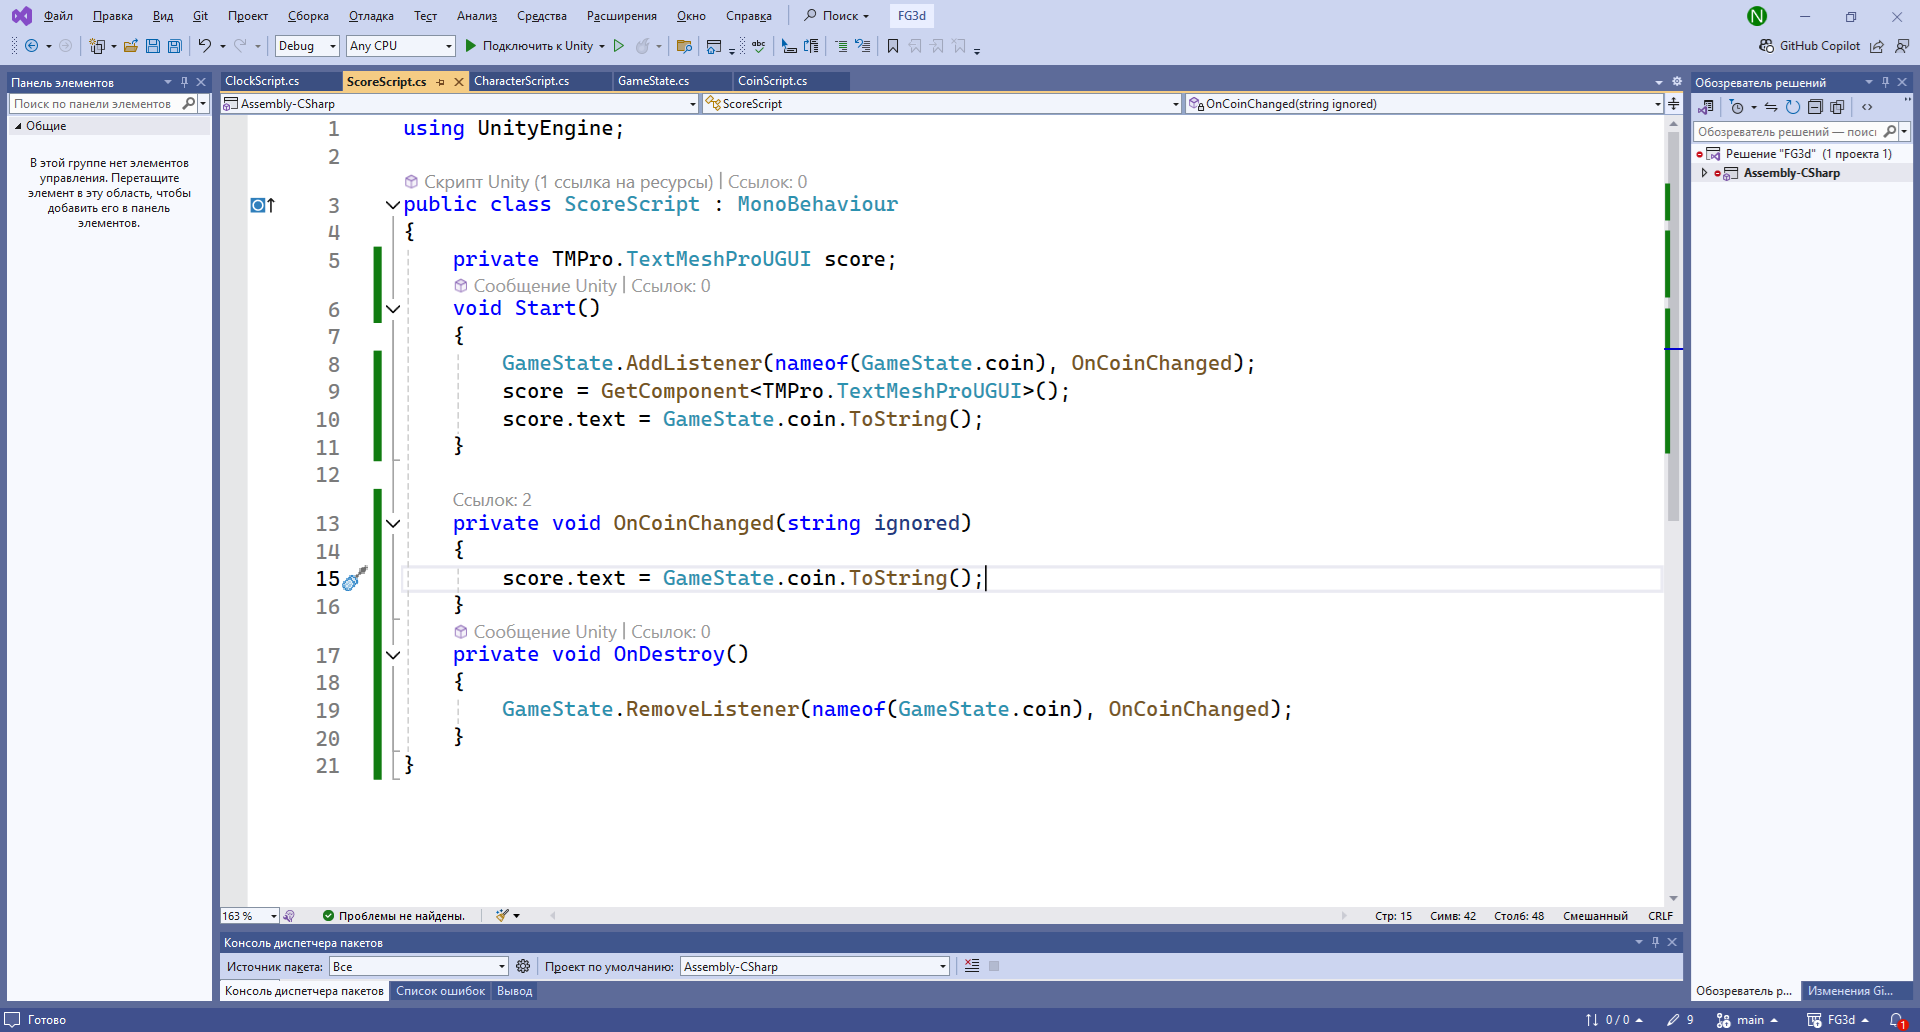 Файл Правка Вид Git Проект Сборка Отладка Тест Анализ Средства Расширения Окно Справка Поиск FG3d N
Debug Any CPU Подключить к Unity abc GitHub Copilot
Панель элементов
Поиск по панели элементов
Общие
В этой группе нет элементов
управления. Перетащите
элемент в эту область, чтобы
добавить его в панель
элементов.
ClockScript.cs ScoreScript.cs CharacterScript.cs GameState.cs CoinScript.cs
Assembly-CSharp ScoreScript OnCoinChanged(string ignored)
1 using UnityEngine;
2
Скрипт Unity (1 ссылка на ресурсы) | Ссылок: 0
3 public class ScoreScript : MonoBehaviour
4 {
5 private TMPro.TextMeshProUGUI score;
Сообщение Unity | Ссылок: 0
6 void Start()
7 {
8 GameState.AddListener(nameof(GameState.coin), OnCoinChanged);
9 score = GetComponent<TMPro.TextMeshProUGUI>();
10 score.text = GameState.coin.ToString();
11 }
12
Ссылок: 2
13 private void OnCoinChanged(string ignored)
14 {
15 score.text = GameState.coin.ToString();
16 }
Сообщение Unity | Ссылок: 0
17 private void OnDestroy()
18 {
19 GameState.RemoveListener(nameof(GameState.coin), OnCoinChanged);
20 }
21 }
163 % Проблемы не найдены. Стр: 15 Симв: 42 Столб: 48 Смешанный CRLF
Консоль диспетчера пакетов
Источник пакета: Все Проект по умолчанию: Assembly-CSharp
Консоль диспетчера пакетов Список ошибок Вывод
Обозреватель решений
Обозреватель решений — поис
Решение "FG3d" (1 проекта 1)
Assembly-CSharp
Обозреватель р... Изменения Gi...
Готово 0 / 0 9 main FG3d 1